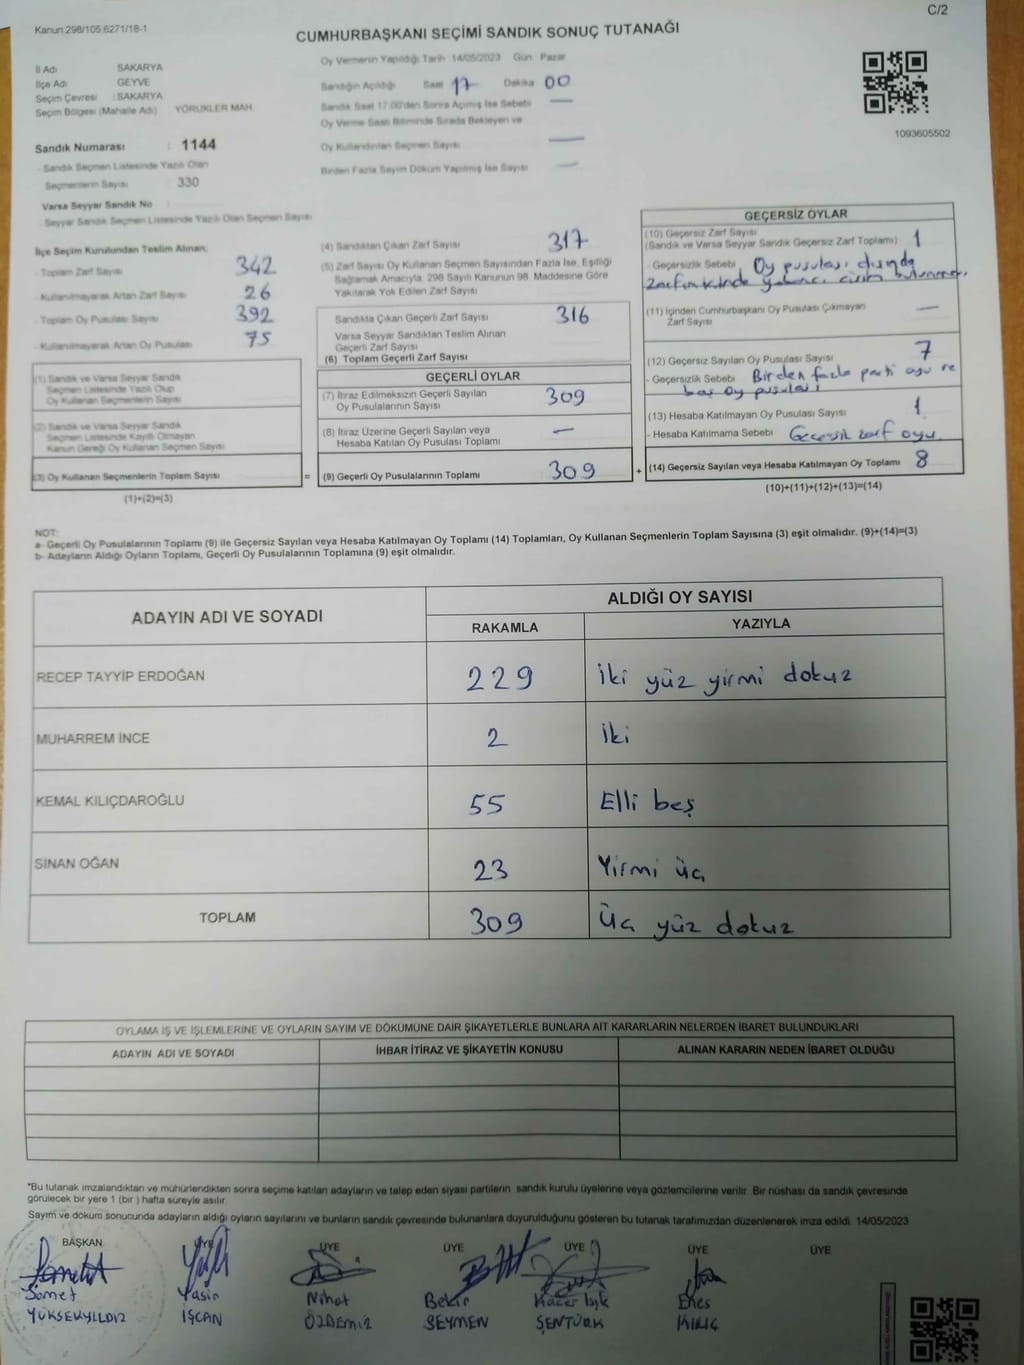 C/2
Kanun:298/105;6271/18-1
CUMHURBAŞKANI SEÇİMİ SANDIK SONUÇ TUTANAĞI
İl Adı SAKARYA
İlçe Adı GEYVE
Seçim Çevresi : SAKARYA
Seçim Bölgesi (Mahalle Adı) YÖRÜKLER MAH.
Sandık Numarası : 1144
- Sandık Seçmen Listesinde Yazılı Olan
Seçmenlerin Sayısı : 330
Varsa Seyyar Sandık No :
- Seyyar Sandık Seçmen Listesinde Yazılı Olan Seçmen Sayısı
Oy Vermenin Yapıldığı Tarih 14/05/2023 Gün Pazar
Sandığın Açıldığı Saat 17 Dakika 00
Sandık Saat 17:00'den Sonra Açılmış İse Sebebi —
Oy Verme Saati Bitiminde Sırada Bekleyen ve
Oy Kullandırılan Seçmen Sayısı —
Birden Fazla Sayım Döküm Yapılmış İse Sayısı —
1093605502
İlçe Seçim Kurulundan Teslim Alınan;
- Toplam Zarf Sayısı 342
- Kullanılmayarak Artan Zarf Sayısı 26
- Toplam Oy Pusulası Sayısı 392
- Kullanılmayarak Artan Oy Pusulası 75
(1) Sandık ve Varsa Seyyar Sandık
Seçmen Listesinde Yazılı Olup
Oy Kullanan Seçmenlerin Sayısı
(2) Sandık ve Varsa Seyyar Sandık
Seçmen Listesinde Kayıtlı Olmayan
Kanun Gereği Oy Kullanan Seçmen Sayısı
(3) Oy Kullanan Seçmenlerin Toplam Sayısı =
(1)+(2)=(3)
(4) Sandıktan Çıkan Zarf Sayısı 317
(5) Zarf Sayısı Oy Kullanan Seçmen Sayısından Fazla İse, Eşitliği
Sağlamak Amacıyla, 298 Sayılı Kanunun 98. Maddesine Göre
Yakılarak Yok Edilen Zarf Sayısı
Sandıkta Çıkan Geçerli Zarf Sayısı 316
Varsa Seyyar Sandıktan Teslim Alınan
Geçerli Zarf Sayısı
(6) Toplam Geçerli Zarf Sayısı
GEÇERLİ OYLAR
(7) İtiraz Edilmeksizin Geçerli Sayılan
Oy Pusulalarının Sayısı 309
(8) İtiraz Üzerine Geçerli Sayılan veya
Hesaba Katılan Oy Pusulası Toplamı —
(9) Geçerli Oy Pusulalarının Toplamı 309 +
GEÇERSİZ OYLAR
(10) Geçersiz Zarf Sayısı
(Sandık ve Varsa Seyyar Sandık Geçersiz Zarf Toplamı) 1
- Geçersizlik Sebebi Oy pusulası dışında
zarfın içinde yabancı cisim bulunması
(11) İçinden Cumhurbaşkanı Oy Pusulası Çıkmayan
Zarf Sayısı —
(12) Geçersiz Sayılan Oy Pusulası Sayısı 7
- Geçersizlik Sebebi Birden fazla parti oyu ve
boş oy pusulası
(13) Hesaba Katılmayan Oy Pusulası Sayısı 1
- Hesaba Katılmama Sebebi Geçersiz zarf oyu
(14) Geçersiz Sayılan veya Hesaba Katılmayan Oy Toplamı 8
(10)+(11)+(12)+(13)=(14)
NOT:
a- Geçerli Oy Pusulalarının Toplamı (9) ile Geçersiz Sayılan veya Hesaba Katılmayan Oy Toplamı (14) Toplamları, Oy Kullanan Seçmenlerin Toplam Sayısına (3) eşit olmalıdır. (9)+(14)=(3)
b- Adayların Aldığı Oyların Toplamı, Geçerli Oy Pusulalarının Toplamına (9) eşit olmalıdır.
ADAYIN ADI VE SOYADI ALDIĞI OY SAYISI
RAKAMLA YAZIYLA
RECEP TAYYİP ERDOĞAN 229 İki yüz yirmi dokuz
MUHARREM İNCE 2 İki
KEMAL KILIÇDAROĞLU 55 Elli beş
SİNAN OĞAN 23 Yirmi üç
TOPLAM 309 Üç yüz dokuz
OYLAMA İŞ VE İŞLEMLERİNE VE OYLARIN SAYIM VE DÖKÜMÜNE DAİR ŞİKAYETLERLE BUNLARA AİT KARARLARIN NELERDEN İBARET BULUNDUKLARI
ADAYIN ADI VE SOYADI İHBAR İTİRAZ VE ŞİKAYETİN KONUSU ALINAN KARARIN NEDEN İBARET OLDUĞU
*Bu tutanak imzalandıktan ve mühürlendikten sonra seçime katılan adayların ve talep eden siyasi partilerin sandık kurulu üyelerine veya gözlemcilerine verilir. Bir nüshası da sandık çevresinde
görülecek bir yere 1 (bir ) hafta süreyle asılır.
Sayım ve döküm sonucunda adayların aldığı oyların sayılarını ve bunların sandık çevresinde bulunanlara duyurulduğunu gösteren bu tutanak tarafımızdan düzenlenerek imza edildi. 14/05/2023
BAŞKAN ÜYE ÜYE ÜYE ÜYE ÜYE ÜYE
Samet Yasin Nihat Bekir Hacer Işık Enes
YÜKSEKYILDIZ İŞCAN ÖZDEMİR SEYMEN ŞENTÜRK KILIÇ